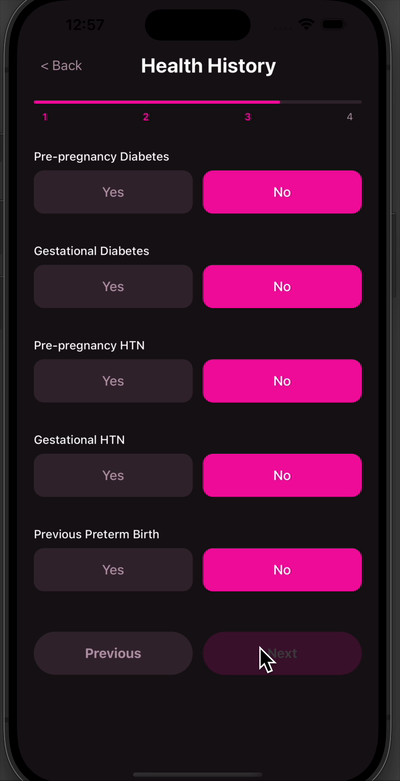 12:57
< Back
Health History
1 2 3 4
Pre-pregnancy Diabetes
Yes No
Gestational Diabetes
Yes No
Pre-pregnancy HTN
Yes No
Gestational HTN
Yes No
Previous Preterm Birth
Yes No
Previous Next